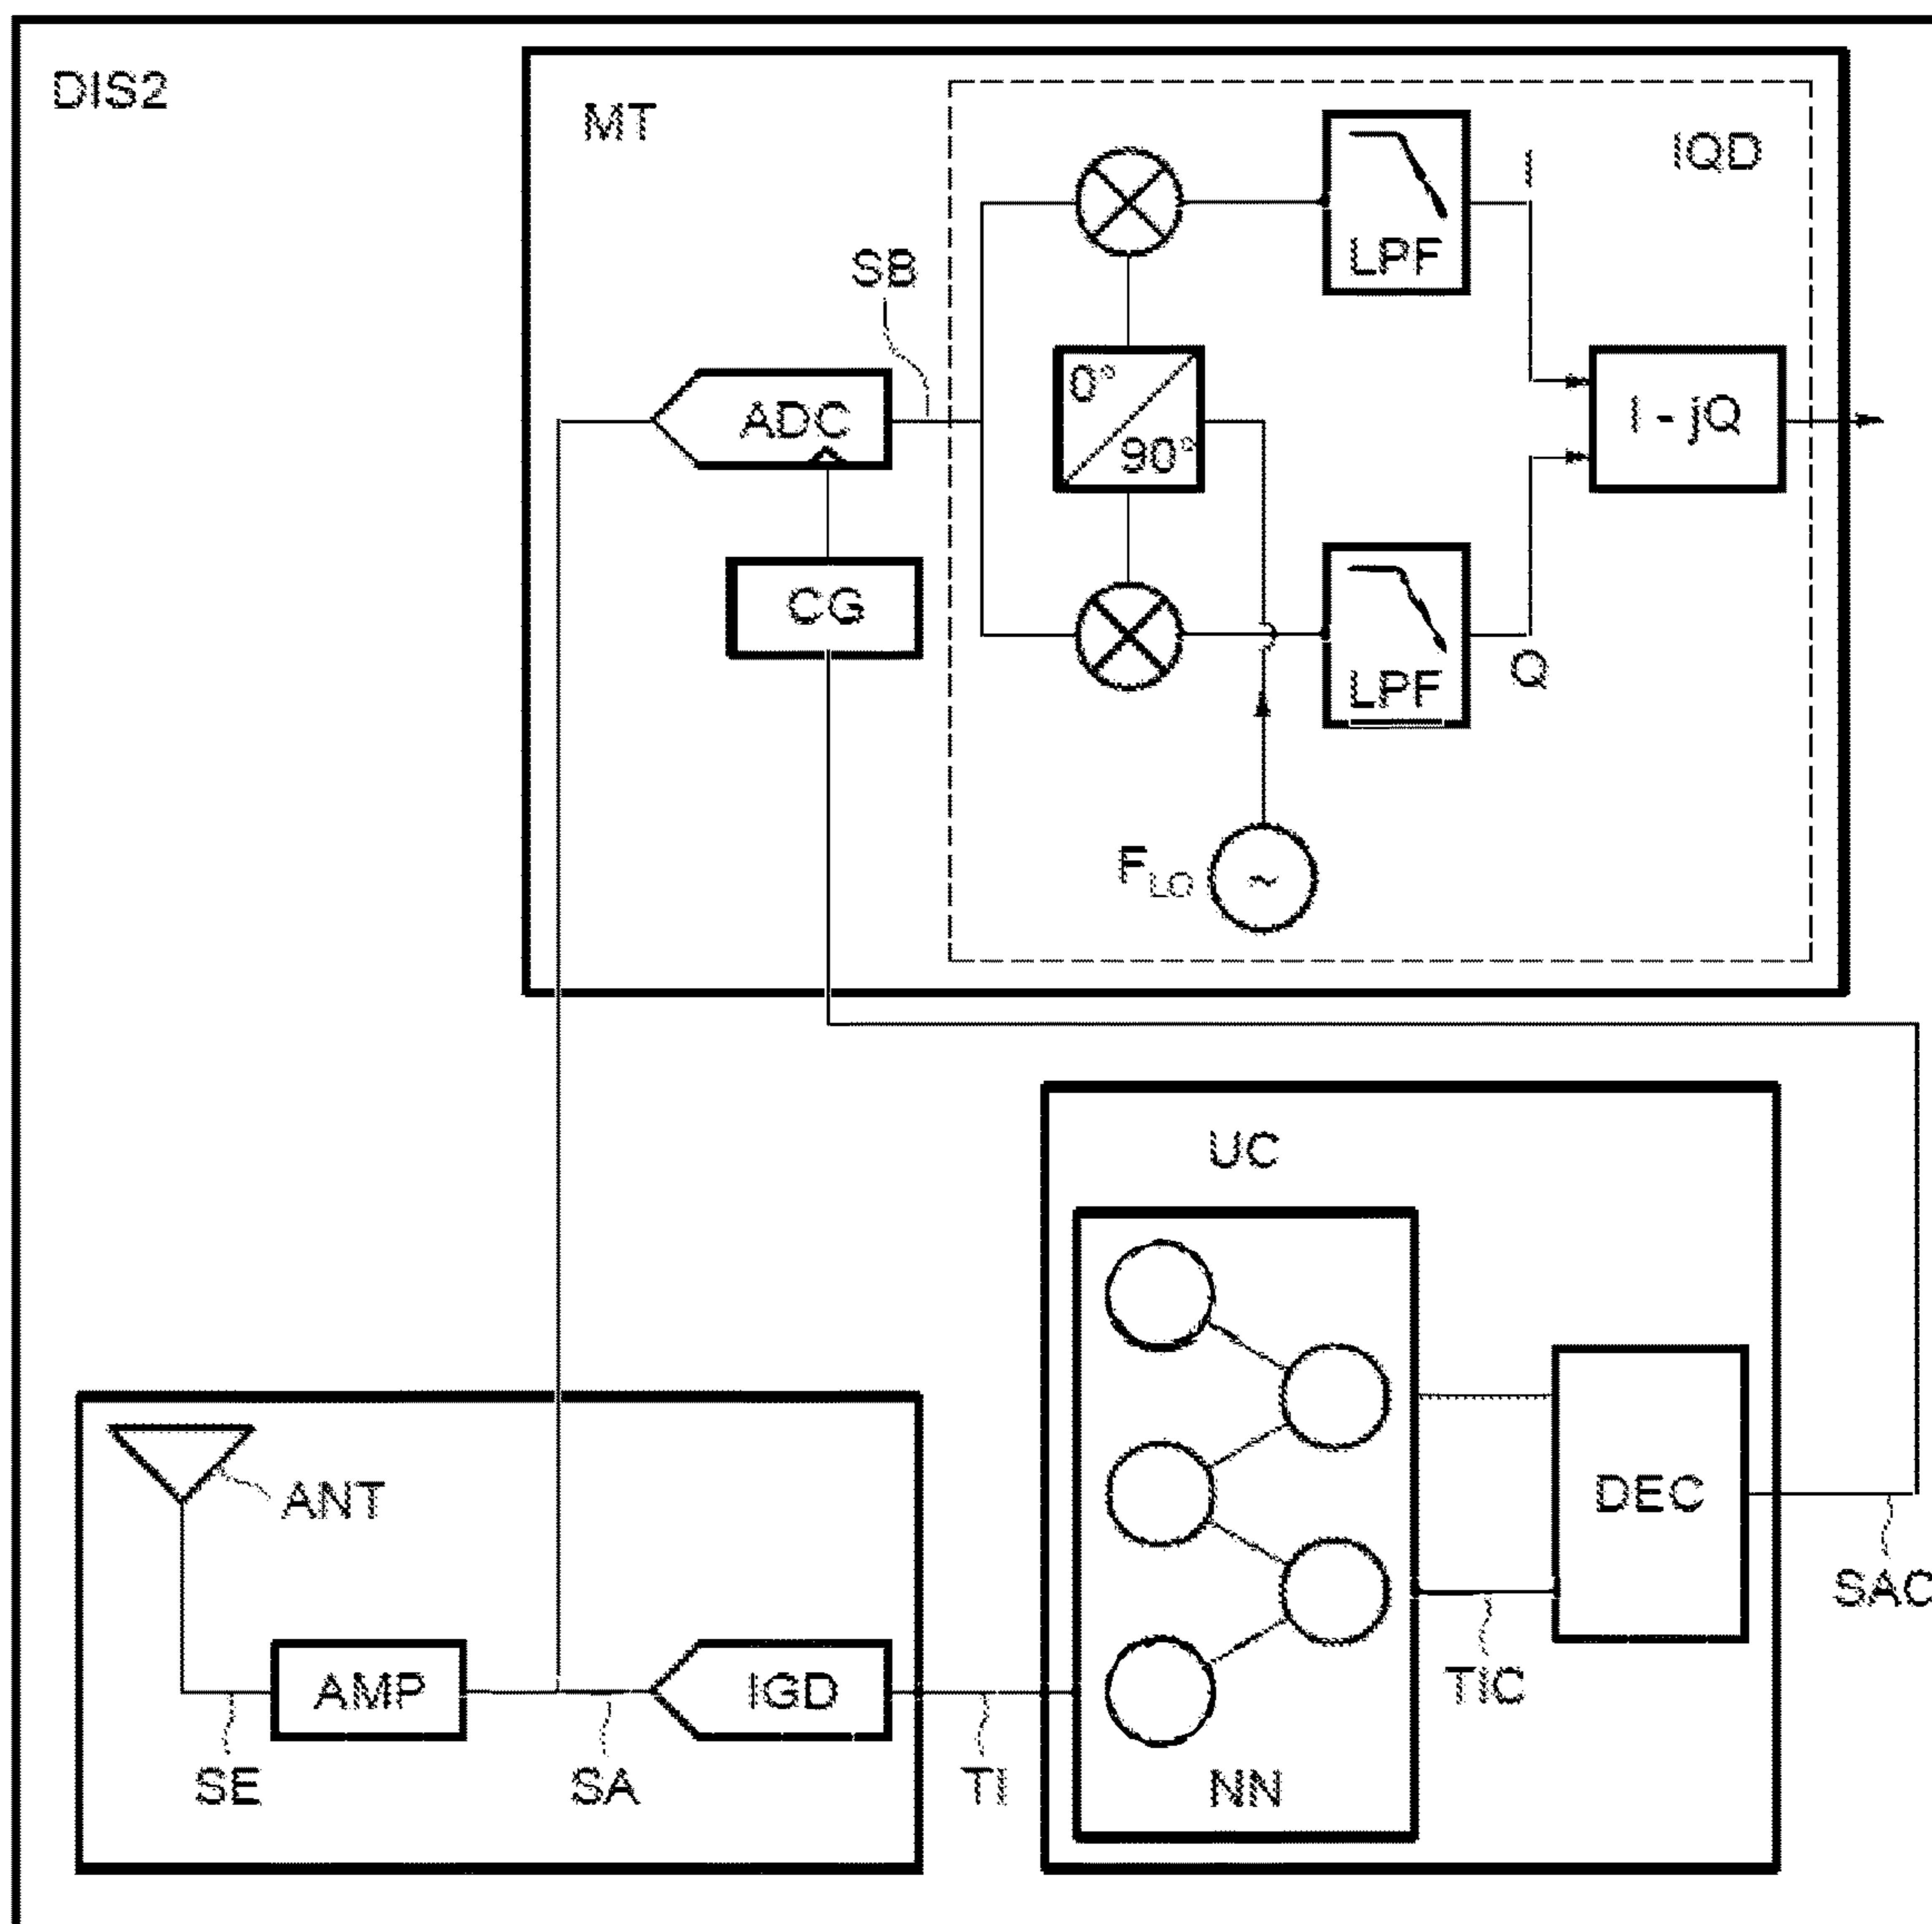 DIS2
MT
IQD
I
LPF
SB
0°
90°
ADC
I - jQ
CG
LPF
Q
F_LO
~
UC
ANT
DEC
SAC
AMP
IGD
TIC
SE
SA
TI
NN